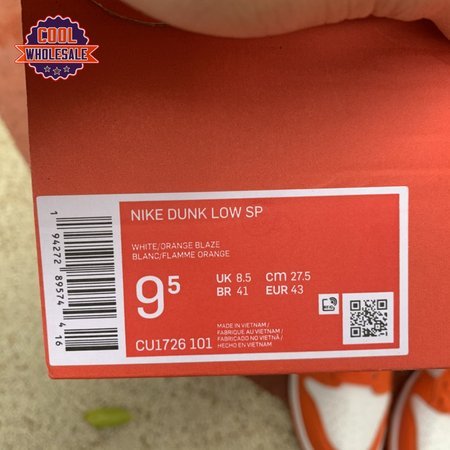 COOL
WHOLESALE
NIKE DUNK LOW SP
WHITE/ORANGE BLAZE
BLANC/FLAMME ORANGE
9⁵
UK 8.5 CM 27.5
BR 41 EUR 43
MADE IN VIETNAM /
FABRIQUÉ AU VIETNAM /
FABRICADO NO VIETNÃ /
HECHO EN VIETNAM
CU1726 101
1 94272 89574 4 16